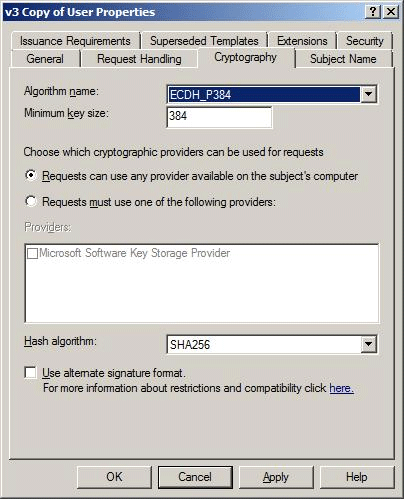 v3 Copy of User Properties
Issuance Requirements Superseded Templates Extensions Security
General Request Handling Cryptography Subject Name
Algorithm name: ECDH_P384
Minimum key size: 384
Choose which cryptographic providers can be used for requests
Requests can use any provider available on the subject's computer
Requests must use one of the following providers:
Providers:
Microsoft Software Key Storage Provider
Hash algorithm: SHA256
Use alternate signature format.
For more information about restrictions and compatibility click here.
OK Cancel Apply Help